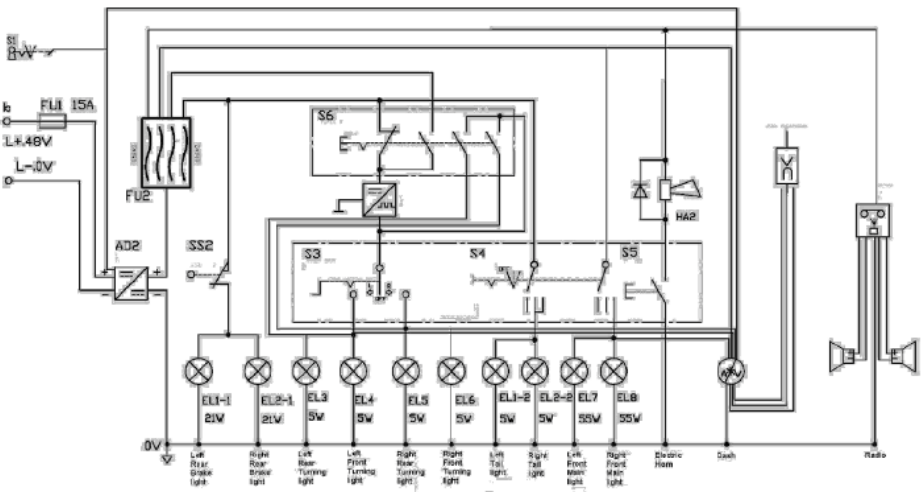 S1
FU1 15A
L+.48V
L-.0V
FU2
AD2
SS2
S6
S3
S4
S5
HA2
EL1-1
21W
EL2-1
21W
EL3
5W
EL4
5W
EL5
5W
EL6
5V
EL1-2
5W
EL2-2
5W
EL7
55W
EL8
55W
0V
Left
Rear
Brake
light
Right
Rear
Brake
light
Left
Rear
Turning
light
Left
Front
Turning
light
Right
Rear
Turning
light
Right
Front
Turning
light
Left
Tail
light
Right
Tail
light
Left
Front
Main
light
Right
Front
Main
light
Electric
Horn
Dash
Radio